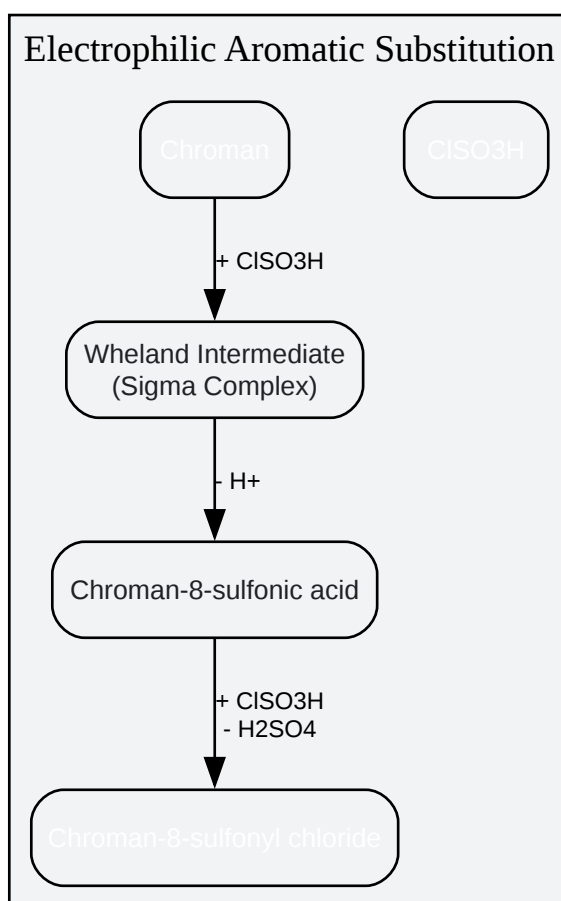 Electrophilic Aromatic Substitution
Chroman
ClSO3H
+ ClSO3H
Wheland Intermediate
(Sigma Complex)
- H+
Chroman-8-sulfonic acid
+ ClSO3H
- H2SO4
Chroman-8-sulfonyl chloride